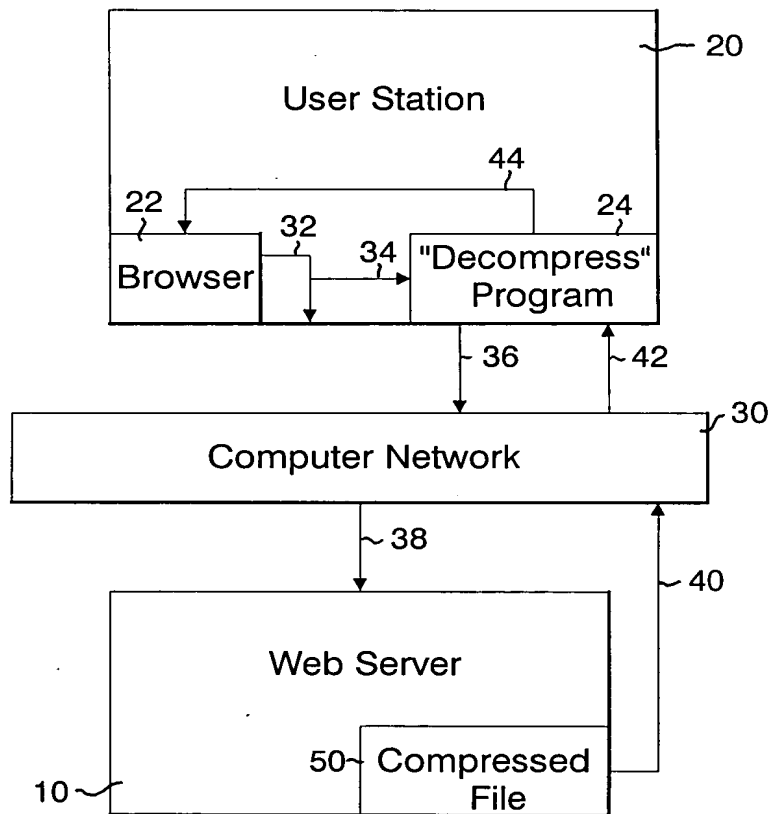 20
User Station
44
22
32
24
Browser
34
"Decompress“
Program
36
42
30
Computer Network
38
40
Web Server
50
Compressed
File
10